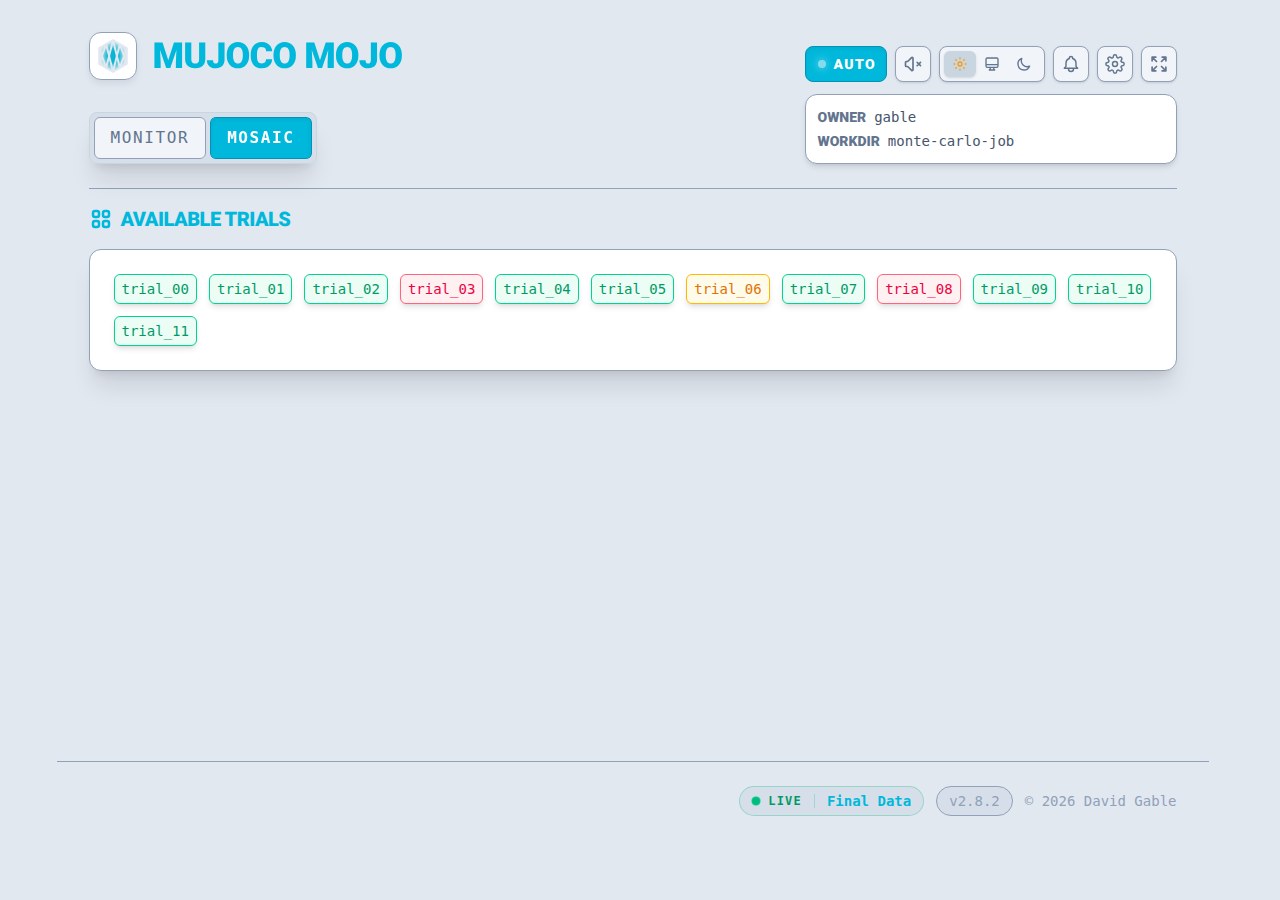 MUJOCO MOJO
AUTO
MONITOR MOSAIC
OWNER gable
WORKDIR monte-carlo-job
AVAILABLE TRIALS
trial_00 trial_01 trial_02 trial_03 trial_04 trial_05 trial_06 trial_07 trial_08 trial_09 trial_10
trial_11
LIVE Final Data v2.8.2 © 2026 David Gable